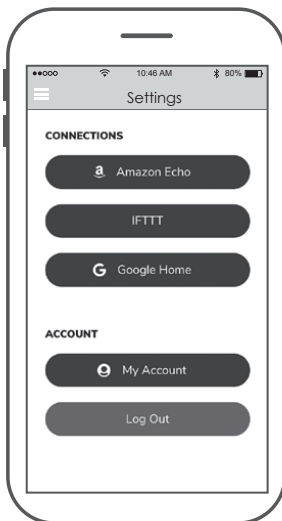 10:46 AM
80%
Settings
CONNECTIONS
a Amazon Echo
IFTTT
G Google Home
ACCOUNT
My Account
Log Out